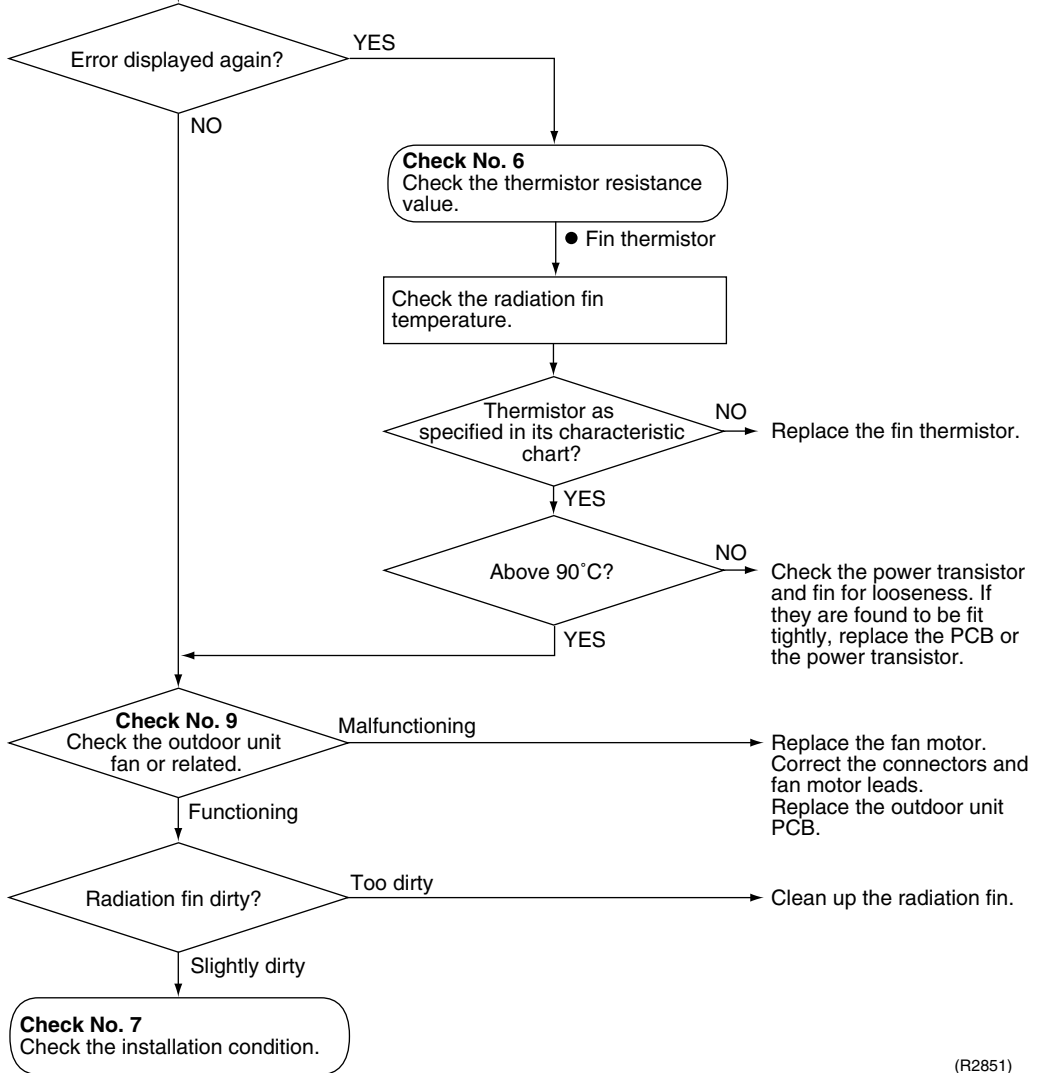 Error displayed again?
YES
NO
Check No. 6
Check the thermistor resistance
value.
● Fin thermistor
Check the radiation fin
temperature.
Thermistor as
specified in its characteristic
chart?
NO
Replace the fin thermistor.
YES
Above 90˚C?
NO
Check the power transistor
and fin for looseness. If
they are found to be fit
tightly, replace the PCB or
the power transistor.
YES
Check No. 9
Check the outdoor unit
fan or related.
Malfunctioning
Replace the fan motor.
Correct the connectors and
fan motor leads.
Replace the outdoor unit
PCB.
Functioning
Radiation fin dirty?
Too dirty
Clean up the radiation fin.
Slightly dirty
Check No. 7
Check the installation condition.
(R2851)